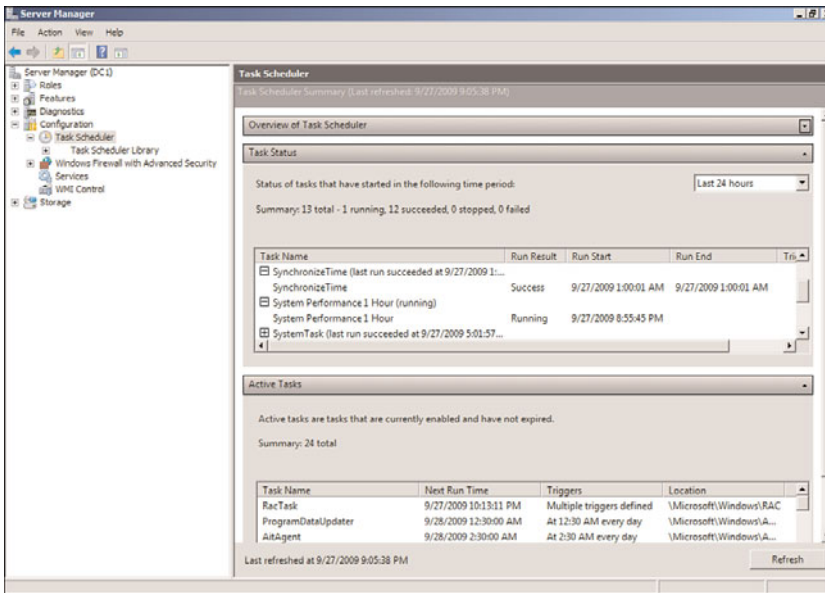 Server Manager
File Action View Help
Server Manager (DC1)
Roles
Features
Diagnostics
Configuration
Task Scheduler
Task Scheduler Library
Windows Firewall with Advanced Security
Services
WMI Control
Storage
Task Scheduler
Task Scheduler Summary (Last refreshed: 9/27/2009 9:05:38 PM)
Overview of Task Scheduler
Task Status
Status of tasks that have started in the following time period: Last 24 hours
Summary: 13 total - 1 running, 12 succeeded, 0 stopped, 0 failed
Task Name Run Result Run Start Run End Trig
SynchronizeTime (last run succeeded at 9/27/2009 1:...
SynchronizeTime Success 9/27/2009 1:00:01 AM 9/27/2009 1:00:01 AM
System Performance 1 Hour (running)
System Performance 1 Hour Running 9/27/2009 8:55:45 PM
SystemTask (last run succeeded at 9/27/2009 5:01:57...
Active Tasks
Active tasks are tasks that are currently enabled and have not expired.
Summary: 24 total
Task Name Next Run Time Triggers Location
RacTask 9/27/2009 10:13:11 PM Multiple triggers defined \Microsoft\Windows\RAC
ProgramDataUpdater 9/28/2009 12:30:00 AM At 12:30 AM every day \Microsoft\Windows\A...
AitAgent 9/28/2009 2:30:00 AM At 2:30 AM every day \Microsoft\Windows\A...
Last refreshed at 9/27/2009 9:05:38 PM Refresh